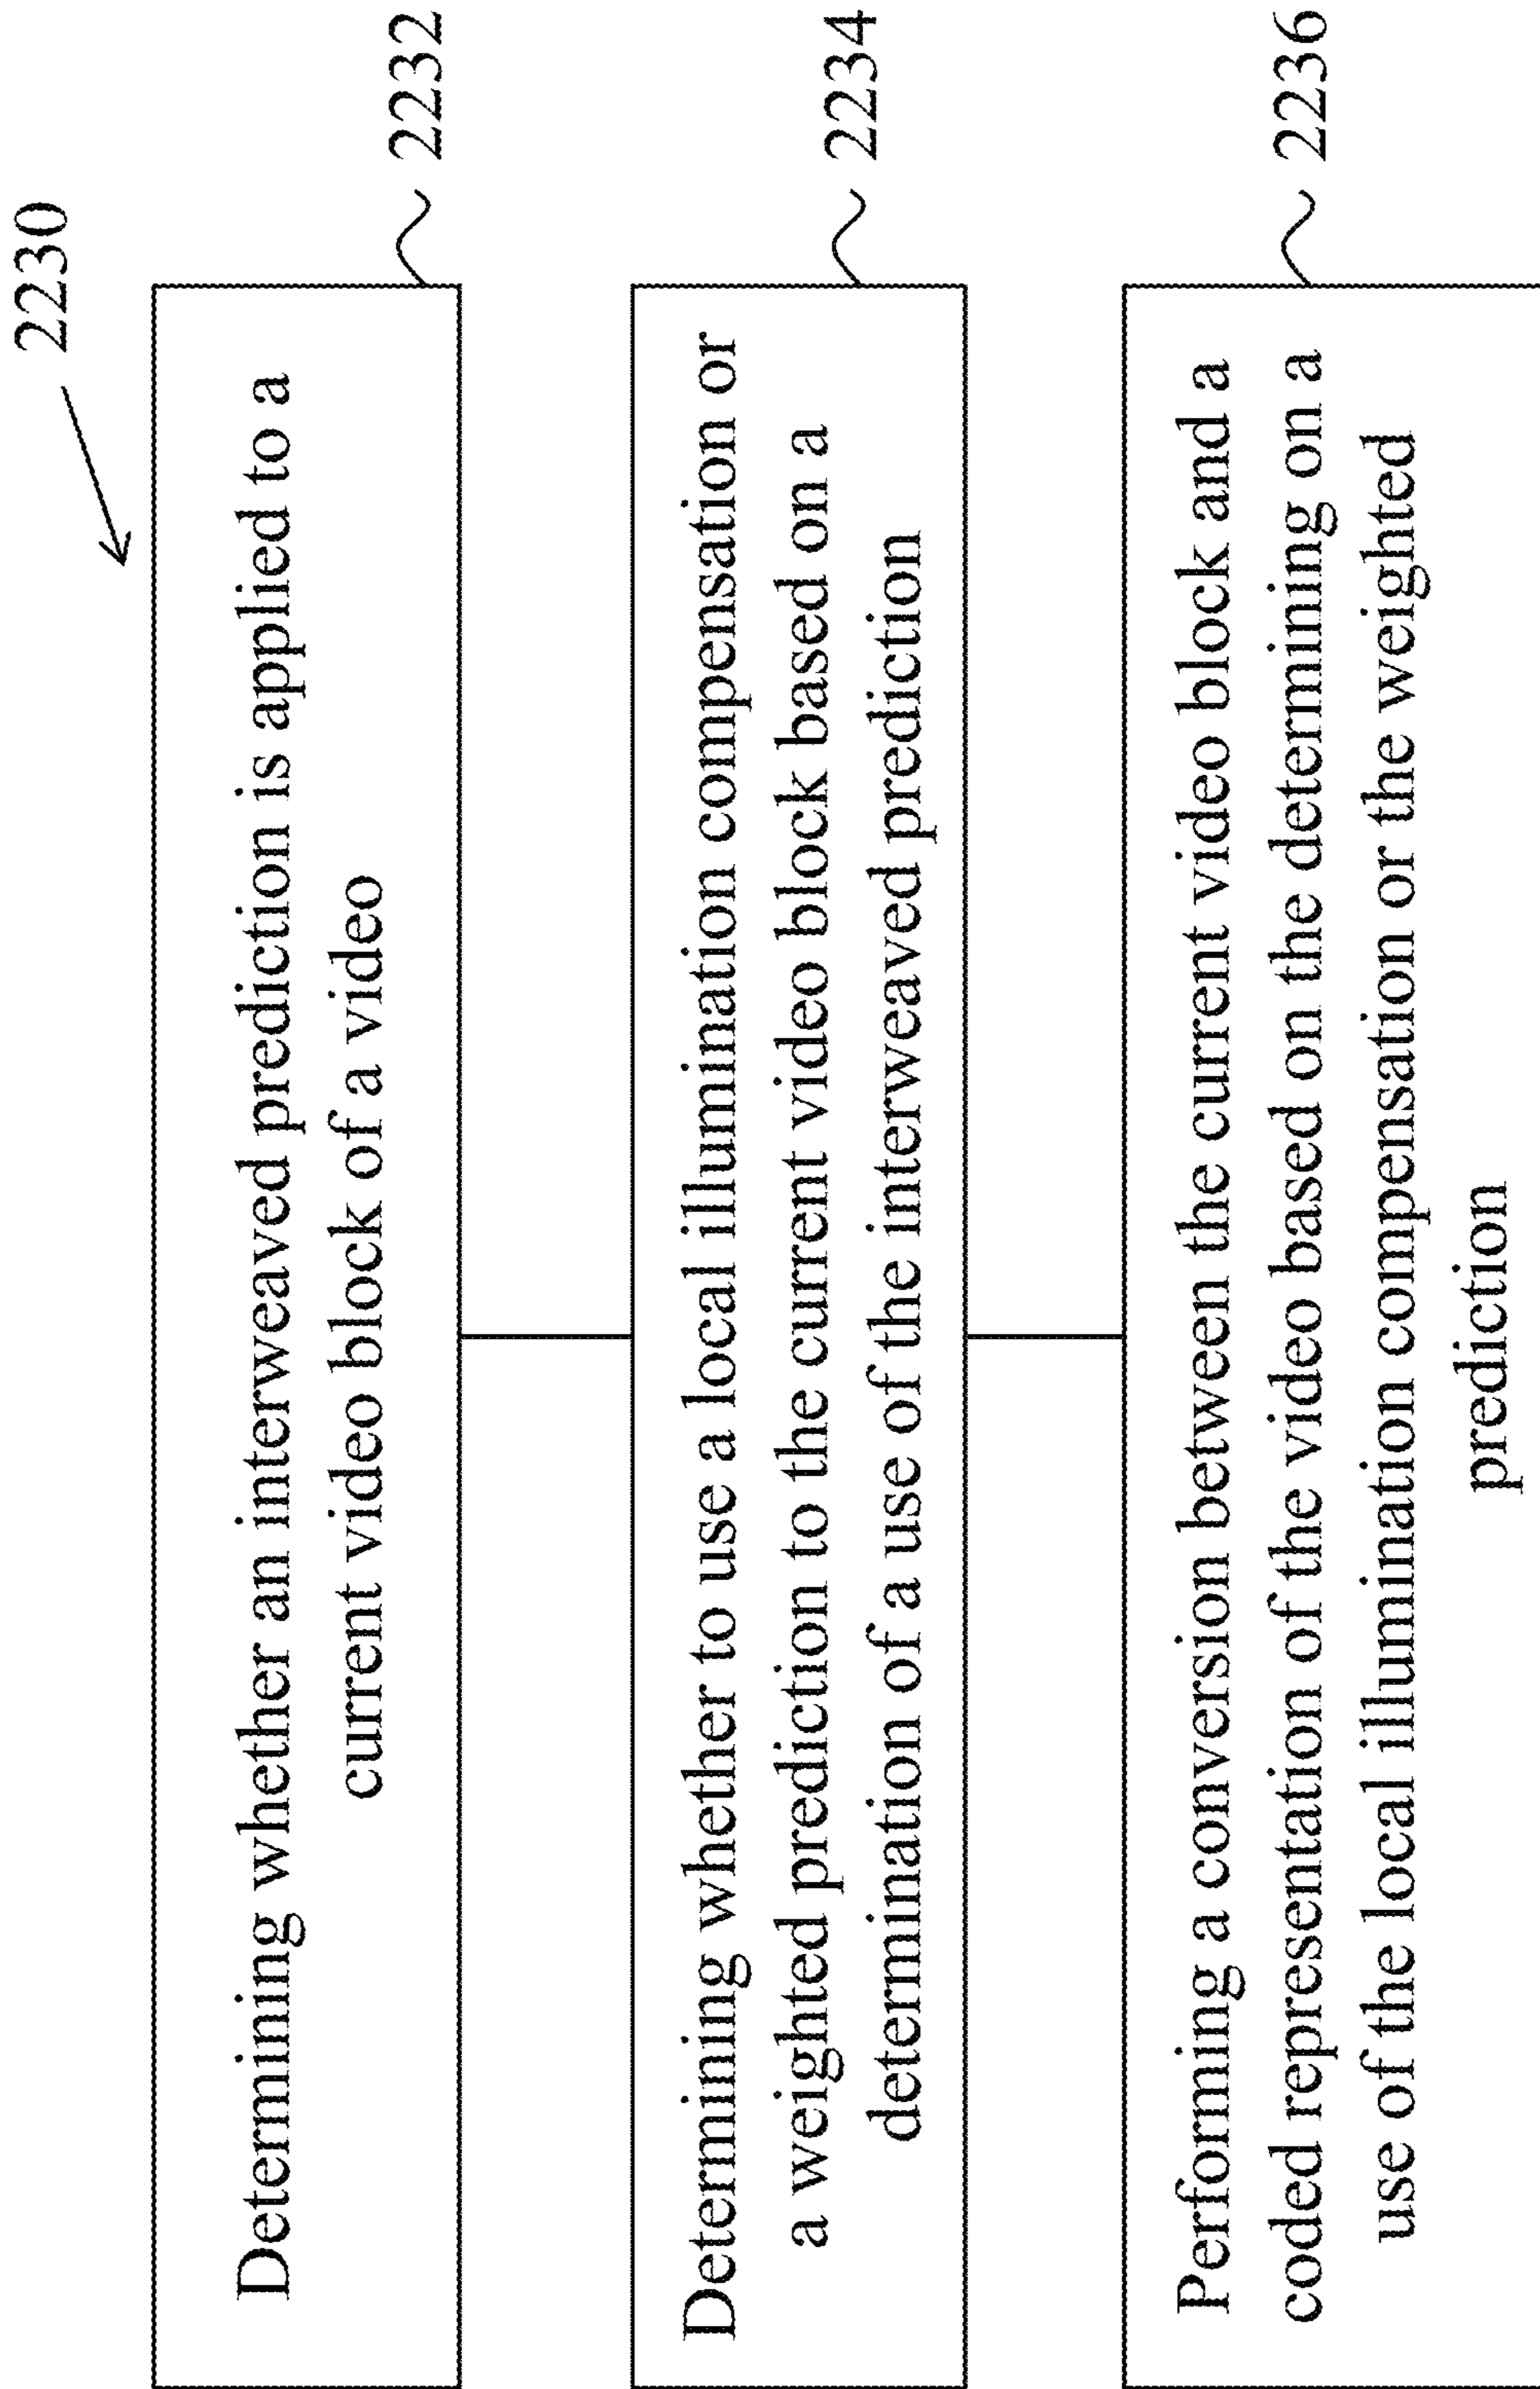 2230
Determining whether an interweaved prediction is applied to a
current video block of a video
2232
Determining whether to use a local illumination compensation or
a weighted prediction to the current video block based on a
determination of a use of the interweaved prediction
2234
Performing a conversion between the current video block and a
coded representation of the video based on the determining on a
use of the local illumination compensation or the weighted
prediction
2236